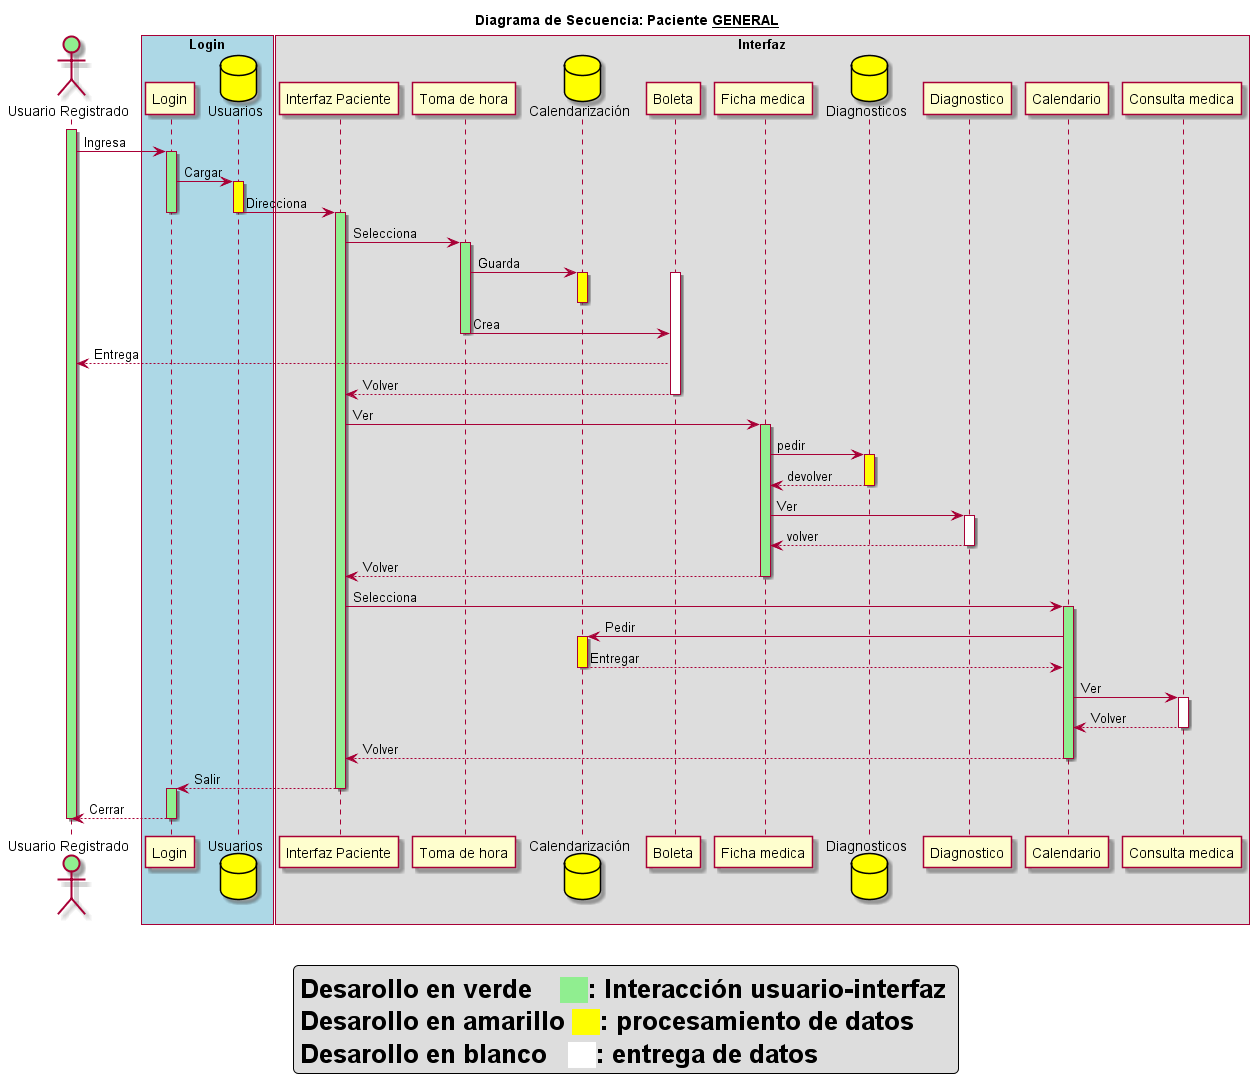 Diagrama de Secuencia: Paciente GENERAL
Login
Interfaz
Usuario Registrado
Login
Usuarios
Interfaz Paciente
Toma de hora
Calendarización
Boleta
Ficha medica
Diagnosticos
Diagnostico
Calendario
Consulta medica
Ingresa
Cargar
Direcciona
Selecciona
Guarda
Crea
Entrega
Volver
Ver
pedir
devolver
Ver
volver
Volver
Selecciona
Pedir
Entregar
Ver
Volver
Volver
Salir
Cerrar
Usuario Registrado
Login
Usuarios
Interfaz Paciente
Toma de hora
Calendarización
Boleta
Ficha medica
Diagnosticos
Diagnostico
Calendario
Consulta medica
Desarollo en verde : Interacción usuario-interfaz
Desarollo en amarillo : procesamiento de datos
Desarollo en blanco : entrega de datos